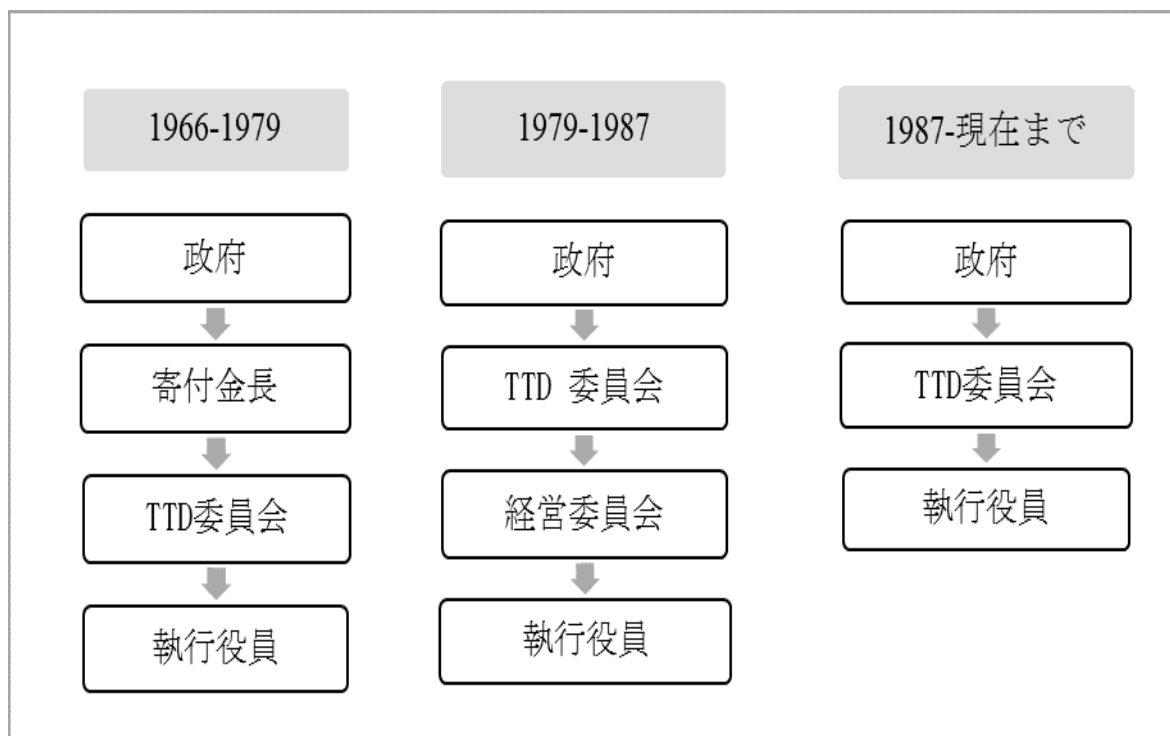 1966-1979
政府
寄付金長
TTD委員会
執行役員
1979-1987
政府
TTD 委員会
経営委員会
執行役員
1987-現在まで
政府
TTD委員会
執行役員